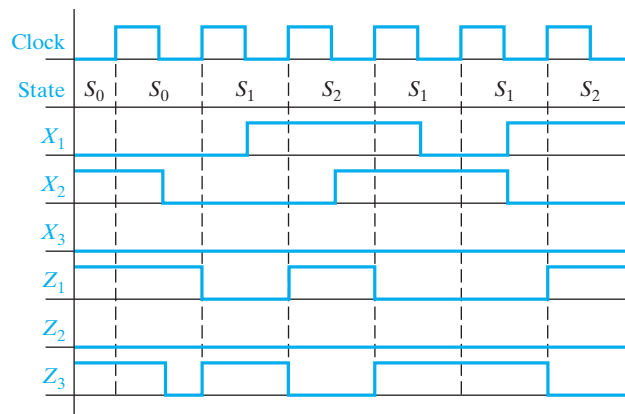 Clock
State S₀ S₀ S₁ S₂ S₁ S₁ S₂
X₁
X₂
X₃
Z₁
Z₂
Z₃